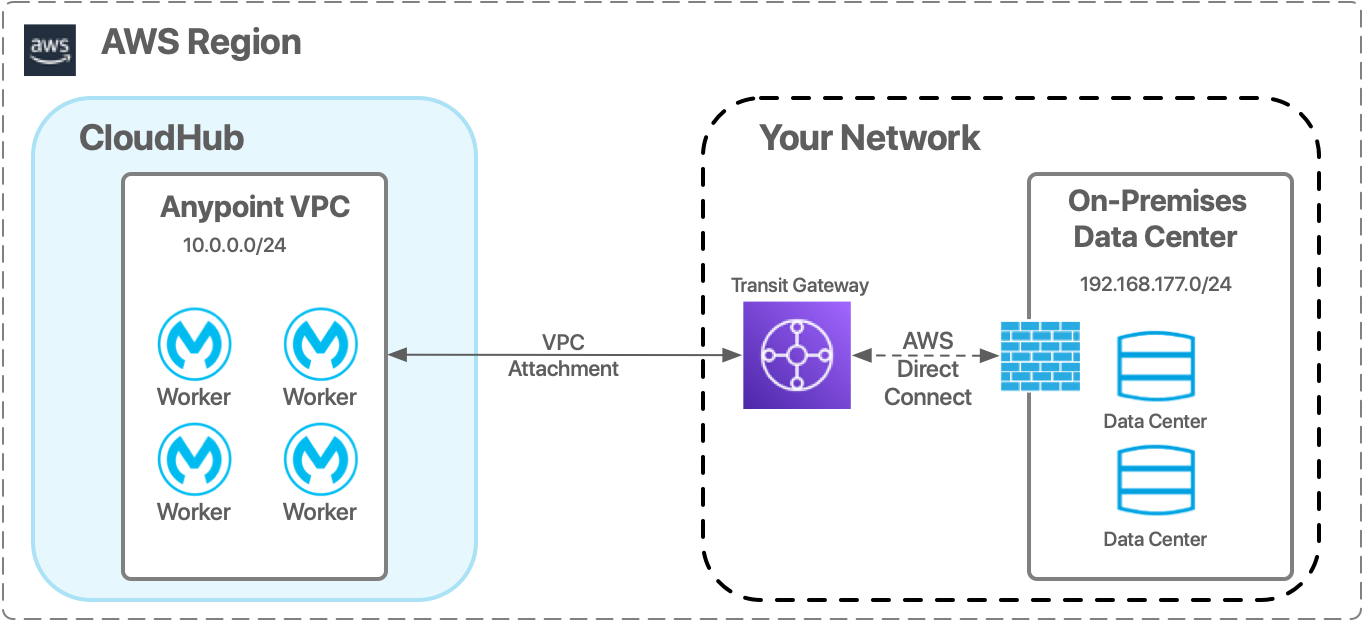 aws
AWS Region
CloudHub
Anypoint VPC
10.0.0.0/24
Worker
Worker
Worker
Worker
VPC
Attachment
Your Network
Transit Gateway
AWS
Direct
Connect
On-Premises
Data Center
192.168.177.0/24
Data Center
Data Center